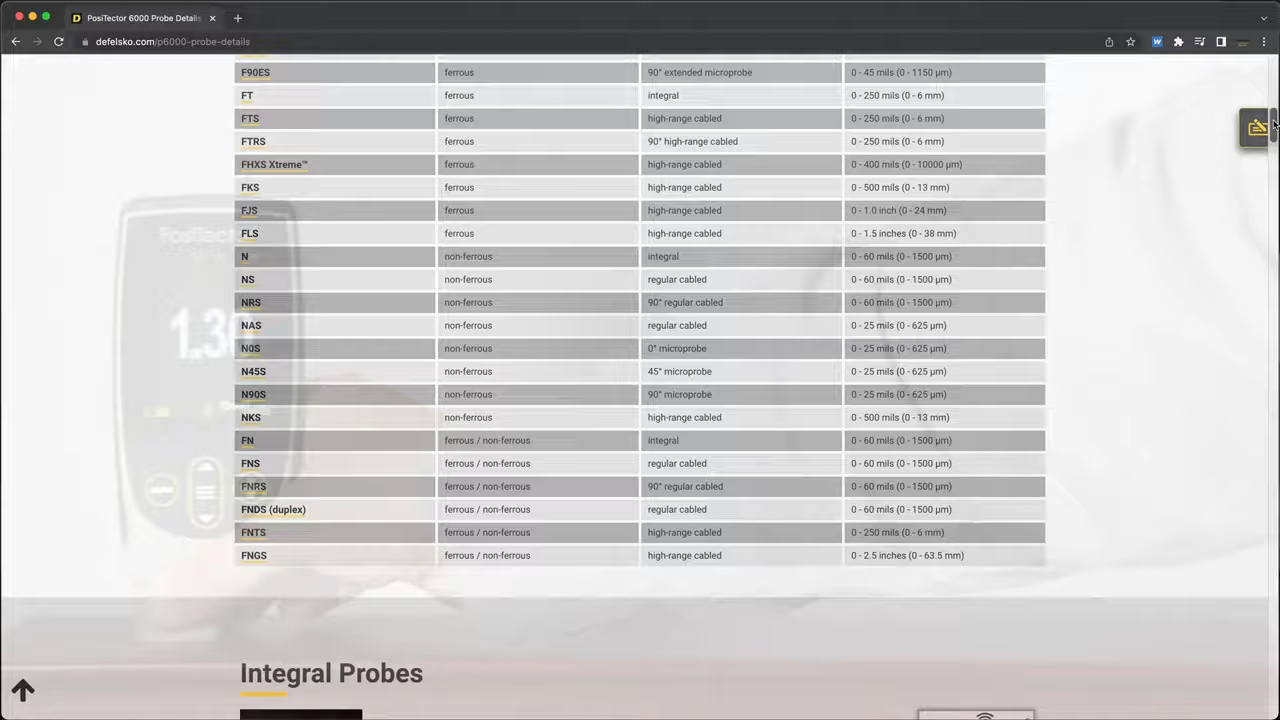 PosiTector 6000 Probe Details
defelsko.com/p6000-probe-details
F90ES ferrous 90° extended microprobe 0 - 45 mils (0 - 1150 µm)
FT ferrous integral 0 - 250 mils (0 - 6 mm)
FTS ferrous high-range cabled 0 - 250 mils (0 - 6 mm)
FTRS ferrous 90° high-range cabled 0 - 250 mils (0 - 6 mm)
FHXS Xtreme™ ferrous high-range cabled 0 - 400 mils (0 - 10000 µm)
FKS ferrous high-range cabled 0 - 500 mils (0 - 13 mm)
FJS ferrous high-range cabled 0 - 1.0 inch (0 - 24 mm)
FLS ferrous high-range cabled 0 - 1.5 inches (0 - 38 mm)
N non-ferrous integral 0 - 60 mils (0 - 1500 µm)
NS non-ferrous regular cabled 0 - 60 mils (0 - 1500 µm)
NRS non-ferrous 90° regular cabled 0 - 60 mils (0 - 1500 µm)
NAS non-ferrous regular cabled 0 - 25 mils (0 - 625 µm)
N0S non-ferrous 0° microprobe 0 - 25 mils (0 - 625 µm)
N45S non-ferrous 45° microprobe 0 - 25 mils (0 - 625 µm)
N90S non-ferrous 90° microprobe 0 - 25 mils (0 - 625 µm)
NKS non-ferrous high-range cabled 0 - 500 mils (0 - 13 mm)
FN ferrous / non-ferrous integral 0 - 60 mils (0 - 1500 µm)
FNS ferrous / non-ferrous regular cabled 0 - 60 mils (0 - 1500 µm)
FNRS ferrous / non-ferrous 90° regular cabled 0 - 60 mils (0 - 1500 µm)
FNDS (duplex) ferrous / non-ferrous regular cabled 0 - 60 mils (0 - 1500 µm)
FNTS ferrous / non-ferrous high-range cabled 0 - 250 mils (0 - 6 mm)
FNGS ferrous / non-ferrous high-range cabled 0 - 2.5 inches (0 - 63.5 mm)
Integral Probes